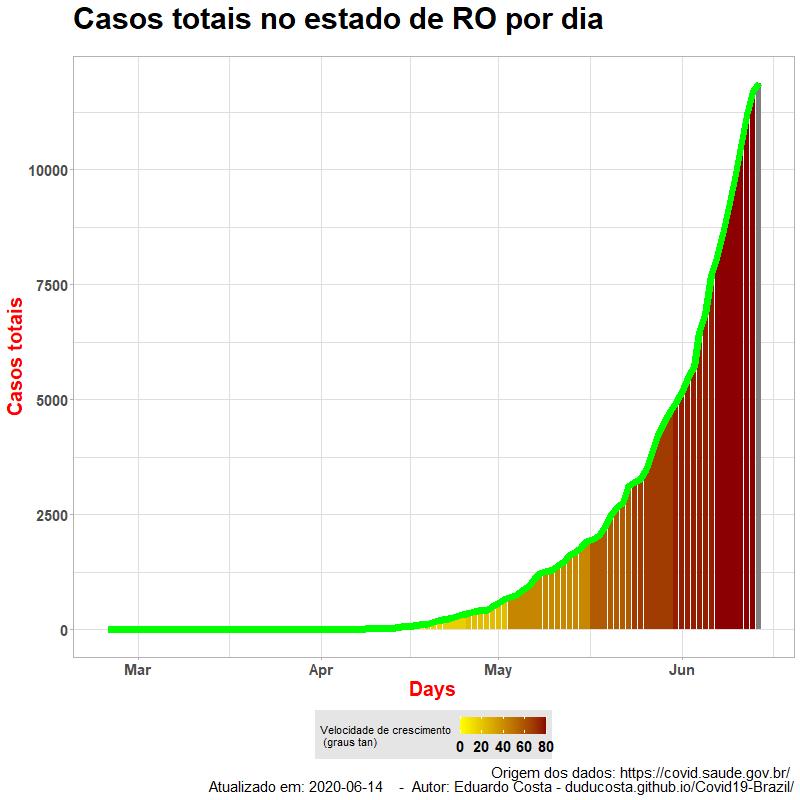 Casos totais no estado de RO por dia
Casos totais
10000
7500
5000
2500
0
Mar Apr May Jun
Days
Velocidade de crescimento
(graus tan)
0 20 40 60 80
Origem dos dados: https://covid.saude.gov.br/
Atualizado em: 2020-06-14 - Autor: Eduardo Costa - duducosta.github.io/Covid19-Brazil/